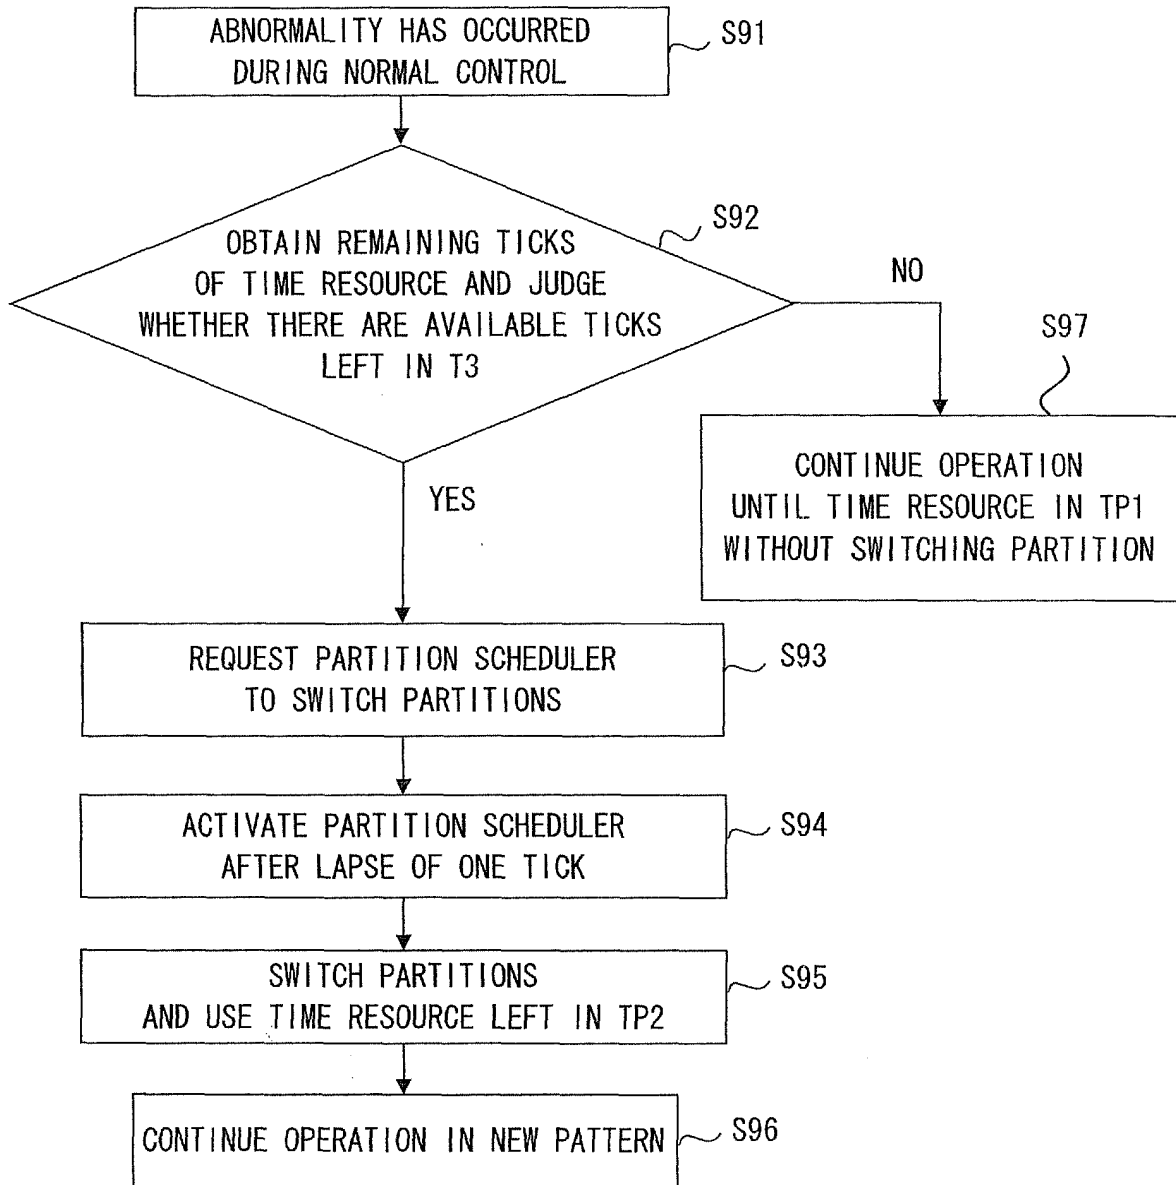 ABNORMALITY HAS OCCURRED
DURING NORMAL CONTROL
S91
OBTAIN REMAINING TICKS
OF TIME RESOURCE AND JUDGE
WHETHER THERE ARE AVAILABLE TICKS
LEFT IN T3
S92
NO
S97
CONTINUE OPERATION
UNTIL TIME RESOURCE IN TP1
WITHOUT SWITCHING PARTITION
YES
REQUEST PARTITION SCHEDULER
TO SWITCH PARTITIONS
S93
ACTIVATE PARTITION SCHEDULER
AFTER LAPSE OF ONE TICK
S94
SWITCH PARTITIONS
AND USE TIME RESOURCE LEFT IN TP2
S95
CONTINUE OPERATION IN NEW PATTERN
S96